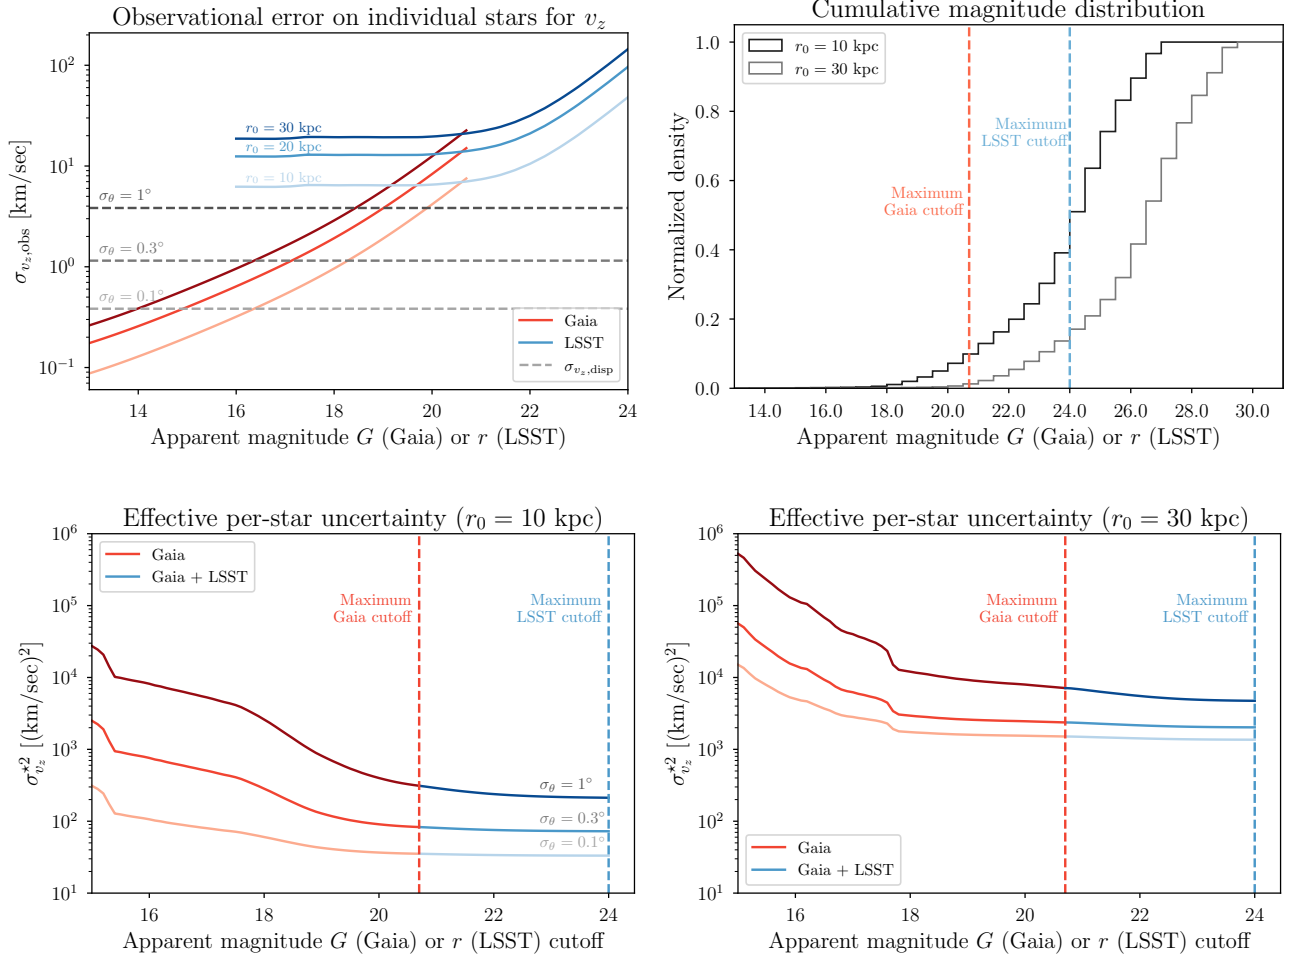 Observational error on individual stars for $v_z$
$\sigma_{v_z,\mathrm{obs}}$ [km/sec]
$10^2$
$10^1$
$10^0$
$10^{-1}$
$r_0 = 30$ kpc
$r_0 = 20$ kpc
$r_0 = 10$ kpc
$\sigma_\theta = 1^\circ$
$\sigma_\theta = 0.3^\circ$
$\sigma_\theta = 0.1^\circ$
Gaia
LSST
$\sigma_{v_z,\mathrm{disp}}$
14 16 18 20 22 24
Apparent magnitude $G$ (Gaia) or $r$ (LSST)
Cumulative magnitude distribution
Normalized density
1.0
0.8
0.6
0.4
0.2
0.0
$r_0 = 10$ kpc
$r_0 = 30$ kpc
Maximum
LSST cutoff
Maximum
Gaia cutoff
14.0 16.0 18.0 20.0 22.0 24.0 26.0 28.0 30.0
Apparent magnitude $G$ (Gaia) or $r$ (LSST)
Effective per-star uncertainty ($r_0 = 10$ kpc)
$\sigma_{v_z}^{\star 2}$ [(km/sec)$^2$]
$10^6$
$10^5$
$10^4$
$10^3$
$10^2$
$10^1$
Gaia
Gaia + LSST
Maximum
Gaia cutoff
Maximum
LSST cutoff
$\sigma_\theta = 1^\circ$
$\sigma_\theta = 0.3^\circ$
$\sigma_\theta = 0.1^\circ$
16 18 20 22 24
Apparent magnitude $G$ (Gaia) or $r$ (LSST) cutoff
Effective per-star uncertainty ($r_0 = 30$ kpc)
$\sigma_{v_z}^{\star 2}$ [(km/sec)$^2$]
$10^6$
$10^5$
$10^4$
$10^3$
$10^2$
$10^1$
Maximum
Gaia cutoff
Maximum
LSST cutoff
Gaia
Gaia + LSST
16 18 20 22 24
Apparent magnitude $G$ (Gaia) or $r$ (LSST) cutoff